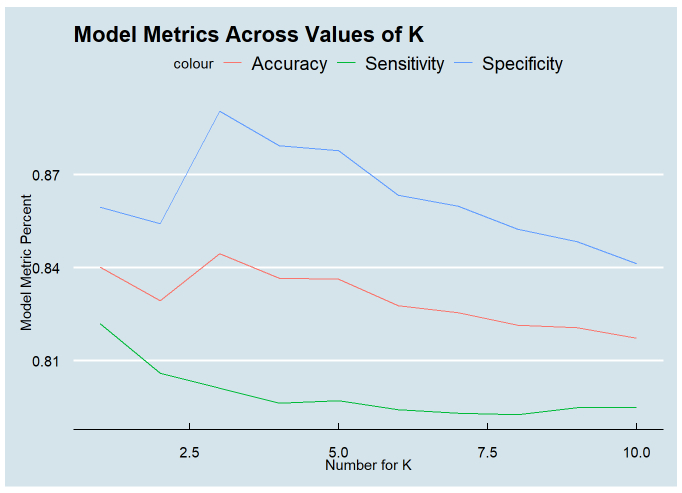 Model Metrics Across Values of K
colour Accuracy Sensitivity Specificity
0.87
0.84
0.81
Model Metric Percent
2.5 5.0 7.5 10.0
Number for K